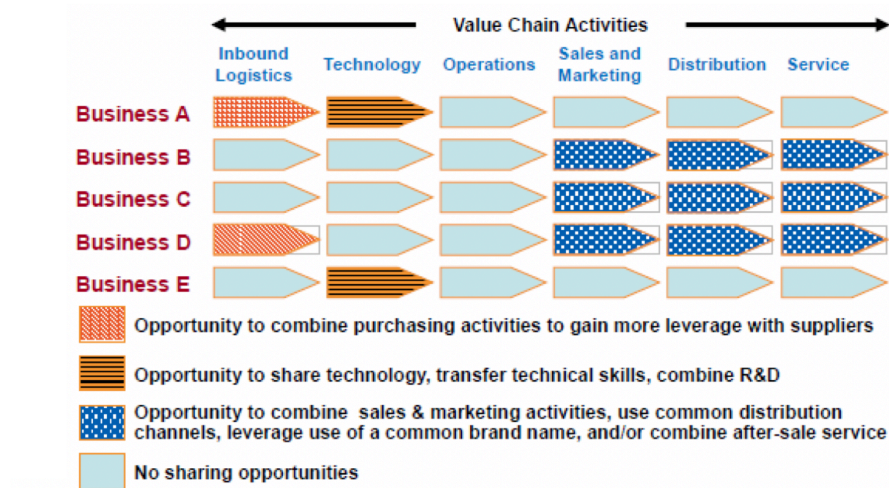 Value Chain Activities
Inbound
Logistics
Technology
Operations
Sales and
Marketing
Distribution
Service
Business A
Business B
Business C
Business D
Business E
Opportunity to combine purchasing activities to gain more leverage with suppliers
Opportunity to share technology, transfer technical skills, combine R&D
Opportunity to combine sales & marketing activities, use common distribution
channels, leverage use of a common brand name, and/or combine after-sale service
No sharing opportunities